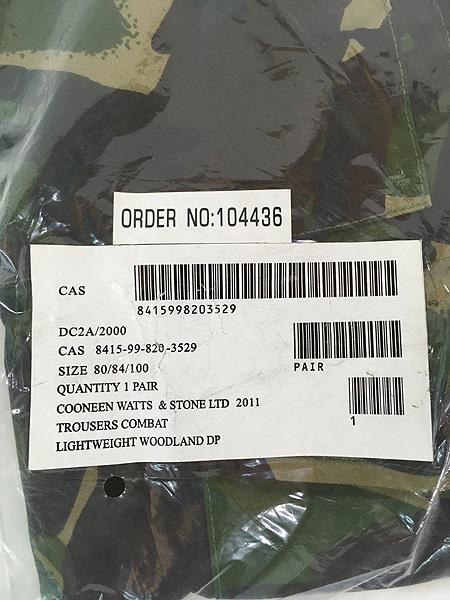 ORDER NO:104436
CAS
8415998203529
DC2A/2000
CAS 8415-99-820-3529
SIZE 80/84/100
PAIR
QUANTITY 1 PAIR
COONEEN WATTS & STONE LTD 2011
1
TROUSERS COMBAT
LIGHTWEIGHT WOODLAND DP